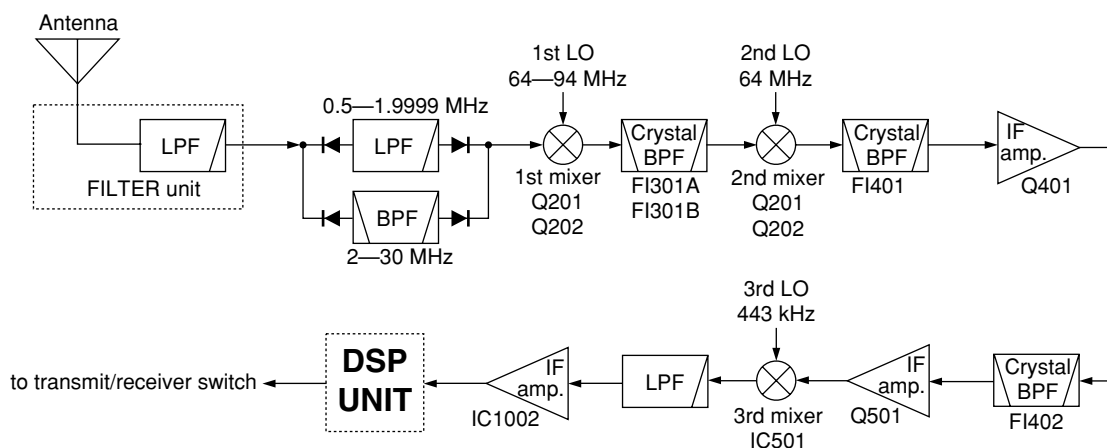 Antenna
LPF
FILTER unit
0.5—1.9999 MHz
LPF
BPF
2—30 MHz
1st LO
64—94 MHz
1st mixer
Q201
Q202
Crystal
BPF
FI301A
FI301B
2nd LO
64 MHz
2nd mixer
Q201
Q202
Crystal
BPF
FI401
IF
amp.
Q401
Crystal
BPF
FI402
IF
amp.
Q501
3rd LO
443 kHz
3rd mixer
IC501
LPF
IF
amp.
IC1002
DSP
UNIT
to transmit/receiver switch